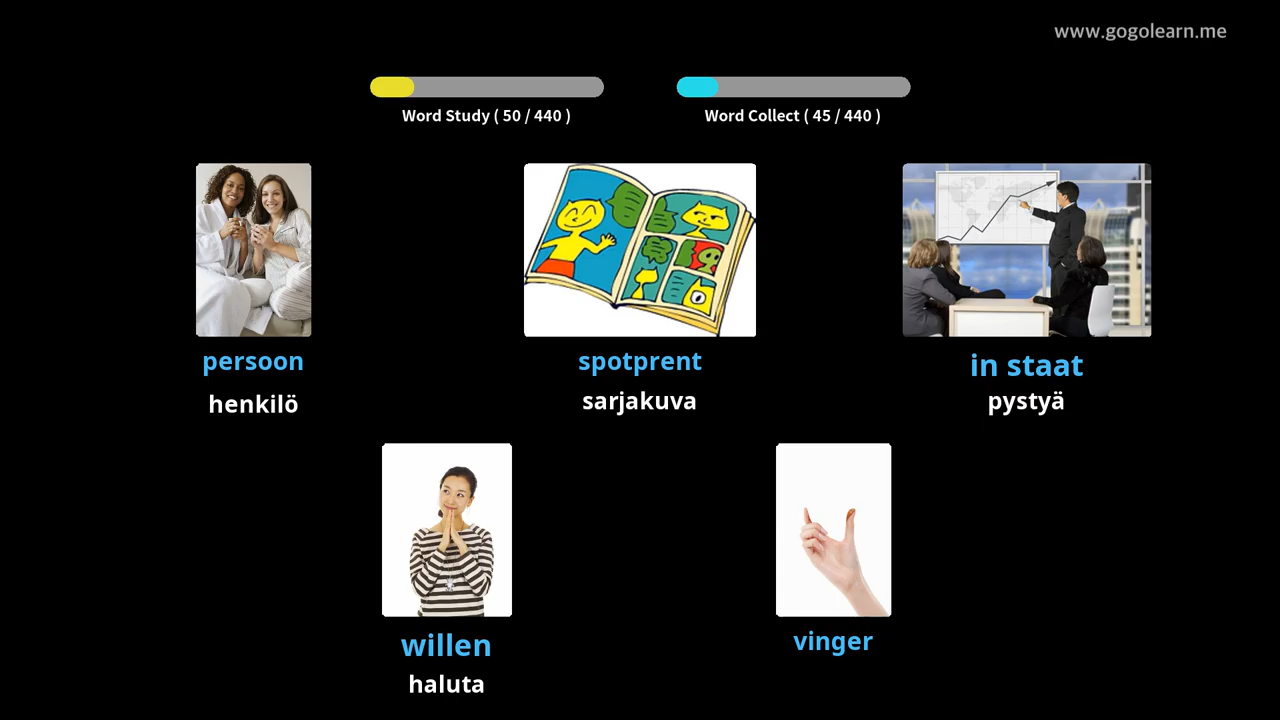 www.gogolearn.me
Word Study ( 50 / 440 )
Word Collect ( 45 / 440 )
persoon
henkilö
spotprent
sarjakuva
in staat
pystyä
willen
haluta
vinger